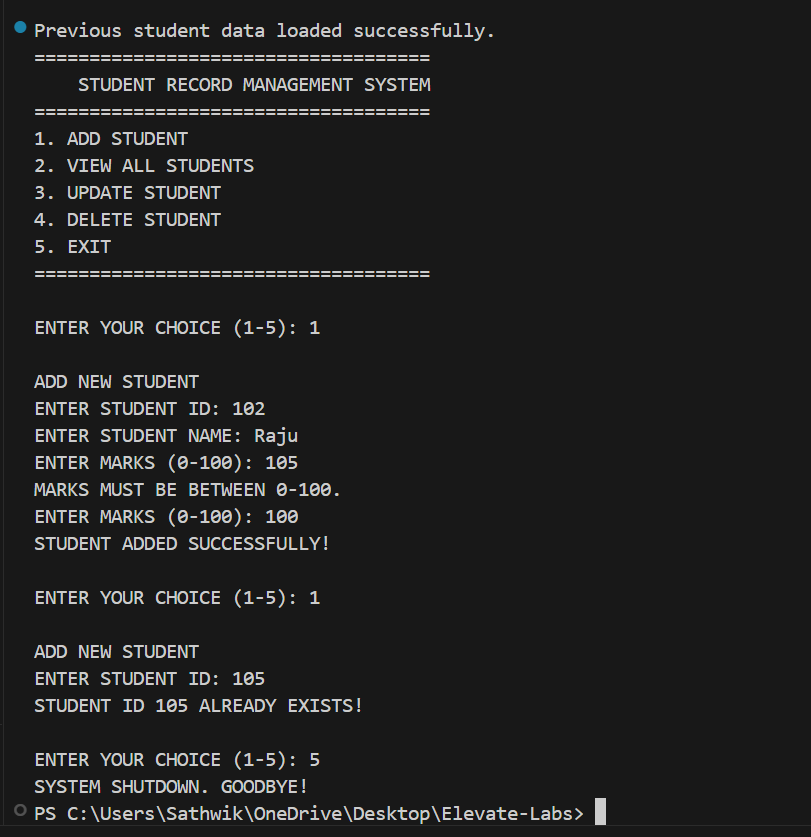 Previous student data loaded successfully.
====================================
STUDENT RECORD MANAGEMENT SYSTEM
====================================
1. ADD STUDENT
2. VIEW ALL STUDENTS
3. UPDATE STUDENT
4. DELETE STUDENT
5. EXIT
====================================
ENTER YOUR CHOICE (1-5): 1
ADD NEW STUDENT
ENTER STUDENT ID: 102
ENTER STUDENT NAME: Raju
ENTER MARKS (0-100): 105
MARKS MUST BE BETWEEN 0-100.
ENTER MARKS (0-100): 100
STUDENT ADDED SUCCESSFULLY!
ENTER YOUR CHOICE (1-5): 1
ADD NEW STUDENT
ENTER STUDENT ID: 105
STUDENT ID 105 ALREADY EXISTS!
ENTER YOUR CHOICE (1-5): 5
SYSTEM SHUTDOWN. GOODBYE!
PS C:\Users\Sathwik\OneDrive\Desktop\Elevate-Labs>